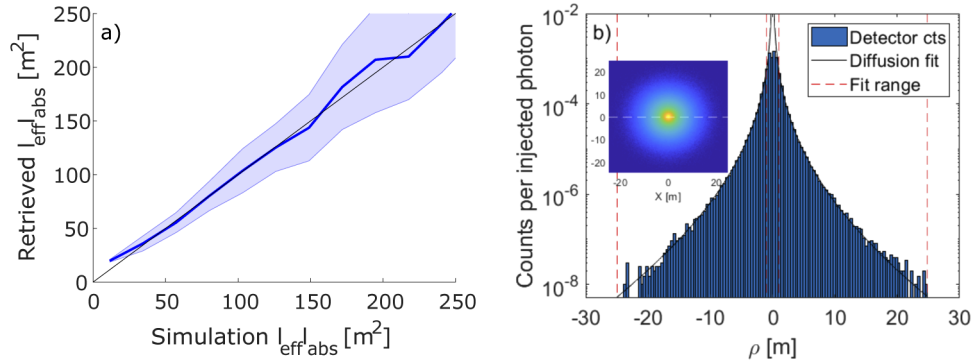 a)
250
200
150
100
50
0
Retrieved l_eff l_abs [m²]
0 50 100 150 200 250
Simulation l_eff l_abs [m²]
b)
10⁻²
10⁻⁴
10⁻⁶
10⁻⁸
Counts per injected photon
Detector cts
Diffusion fit
Fit range
20
10
0
-10
-20
-20 0 20
X [m]
-30 -20 -10 0 10 20 30
ρ [m]